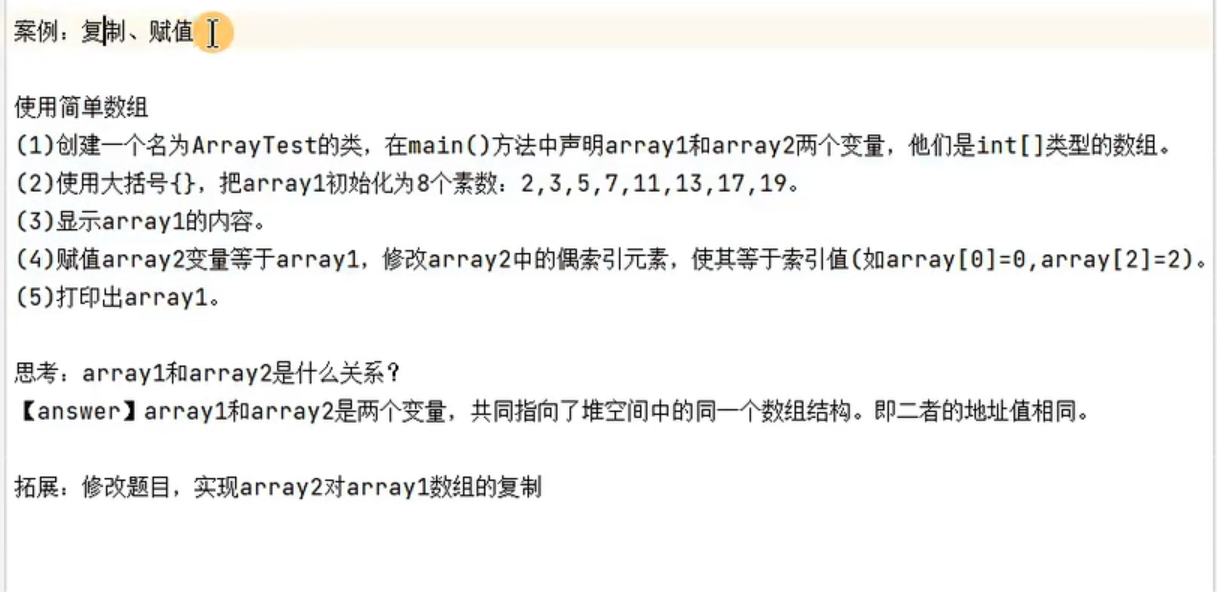 案例：复制、赋值
使用简单数组
(1)创建一个名为ArrayTest的类，在main()方法中声明array1和array2两个变量，他们是int[]类型的数组。
(2)使用大括号{}，把array1初始化为8个素数：2,3,5,7,11,13,17,19。
(3)显示array1的内容。
(4)赋值array2变量等于array1，修改array2中的偶索引元素，使其等于索引值(如array[0]=0,array[2]=2)。
(5)打印出array1。
思考：array1和array2是什么关系？
【answer】array1和array2是两个变量，共同指向了堆空间中的同一个数组结构。即二者的地址值相同。
拓展：修改题目，实现array2对array1数组的复制